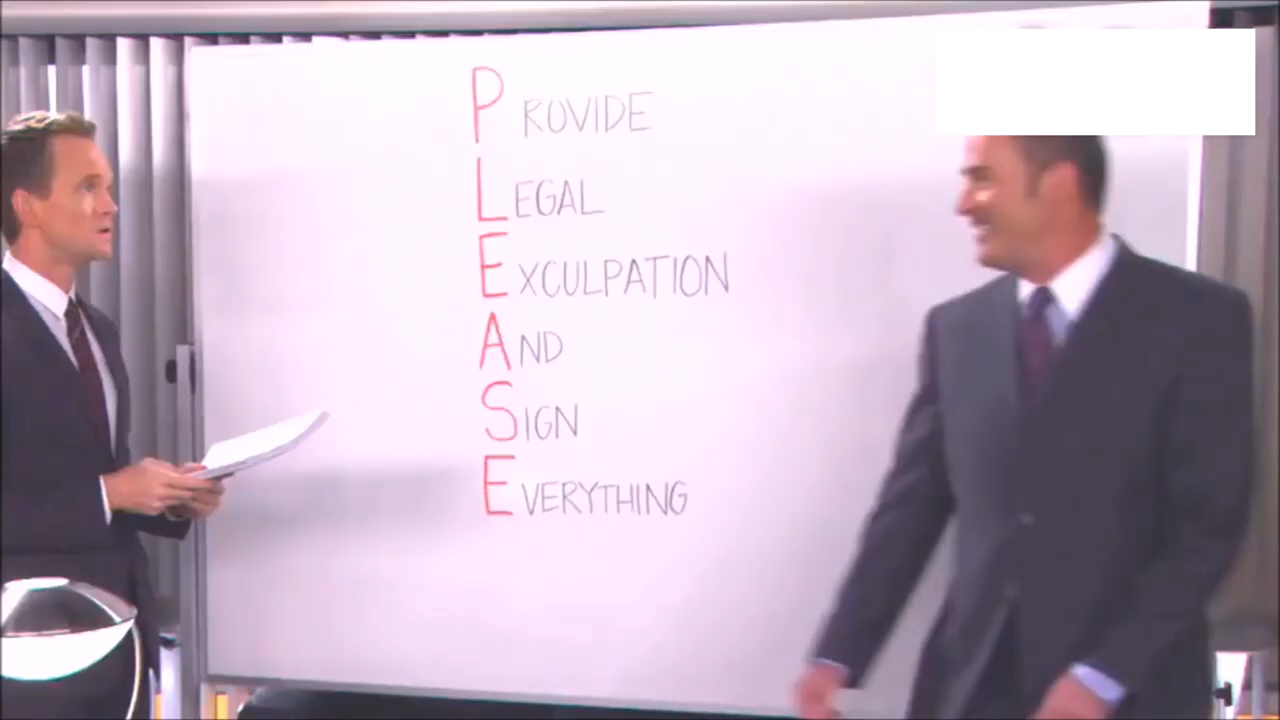 PROVIDE
LEGAL
EXCULPATION
AND
SIGN
EVERYTHING